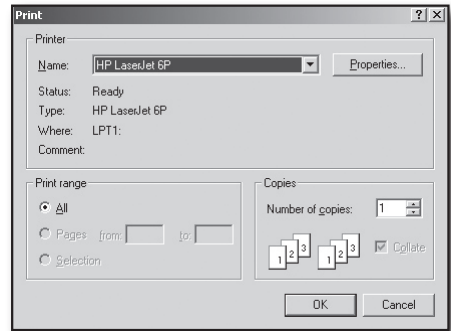 Print
Printer
Name: HP LaserJet 6P Properties...
Status: Ready
Type: HP LaserJet 6P
Where: LPT1:
Comment:
Print range
All
Pages from: to:
Selection
Copies
Number of copies: 1
1 2 3 1 2 3 Collate
OK Cancel